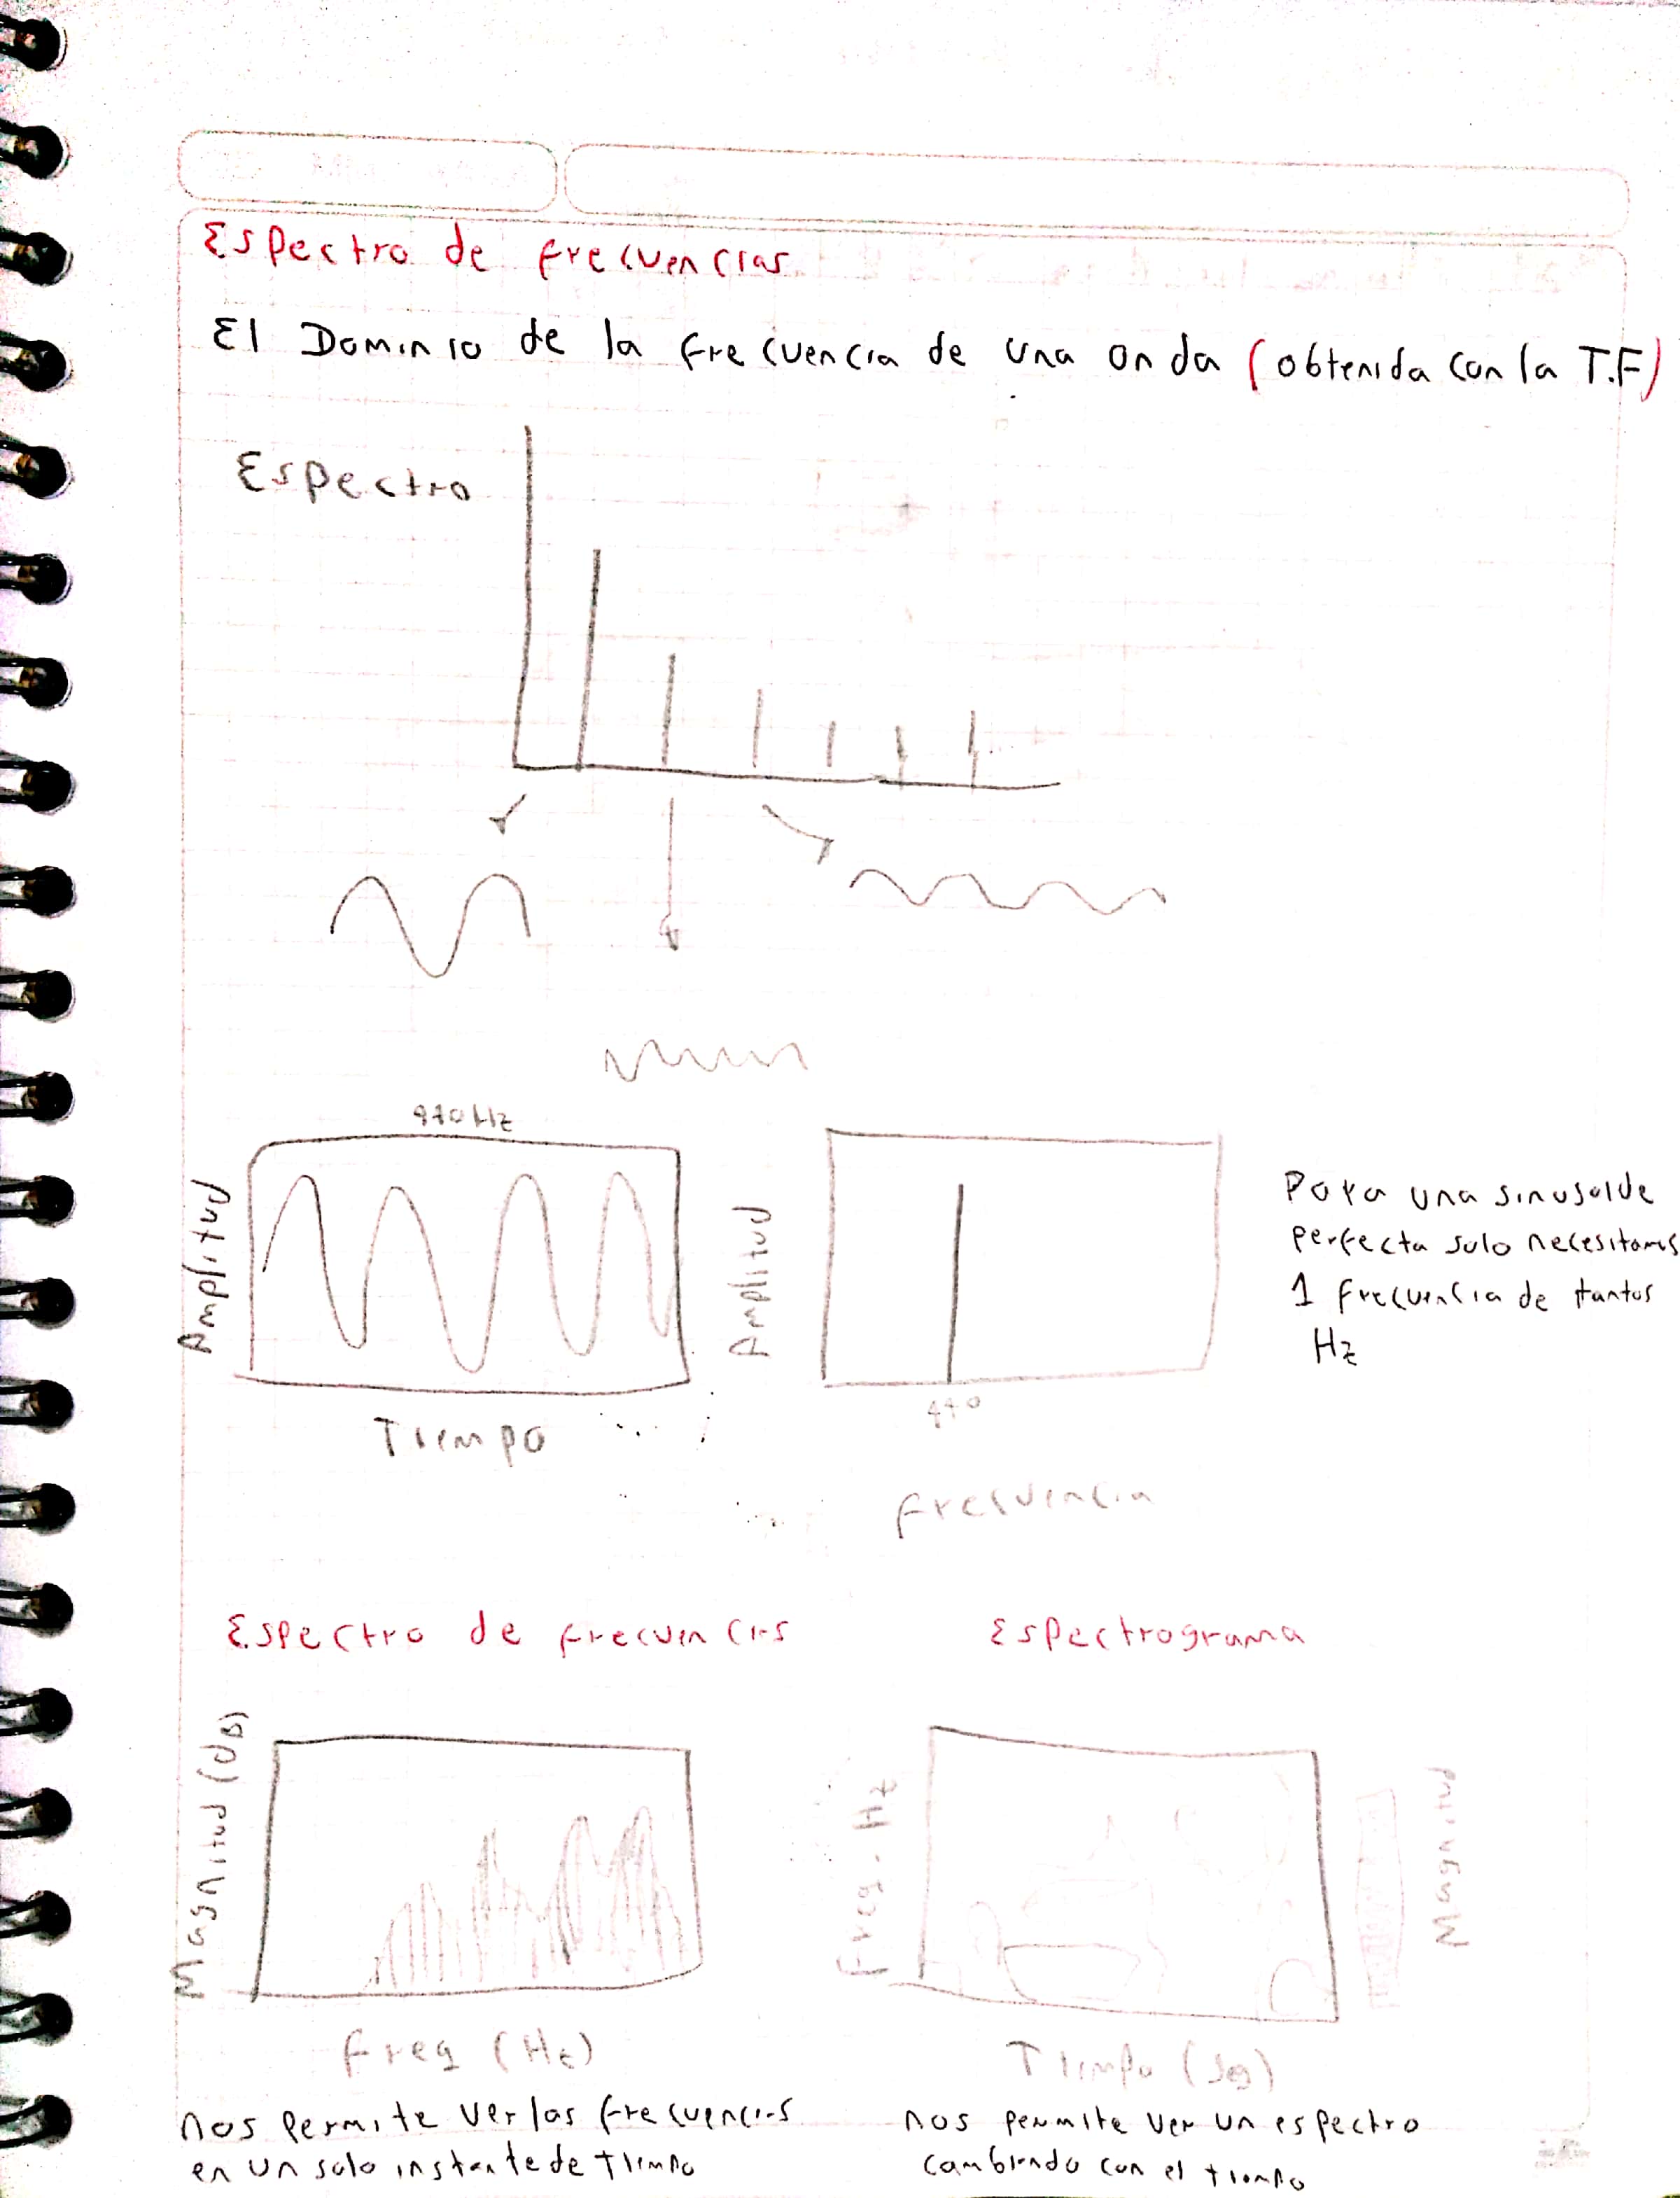 Espectro de frecuencias
El Dominio de la frecuencia de una onda (obtenida con la T.F)
Espectro
440 Hz
Amplitud
Tiempo
Amplitud
440
frecuencia
Para una sinusoide
perfecta solo necesitamos
1 frecuencia de tantos
Hz
Espectro de frecuencias
Magnitud (dB)
Freq (Hz)
nos permite ver las frecuencias
en un solo instante de tiempo
Espectrograma
Freq. Hz
Magnitud
Tiempo (seg)
nos permite ver un espectro
cambiando con el tiempo